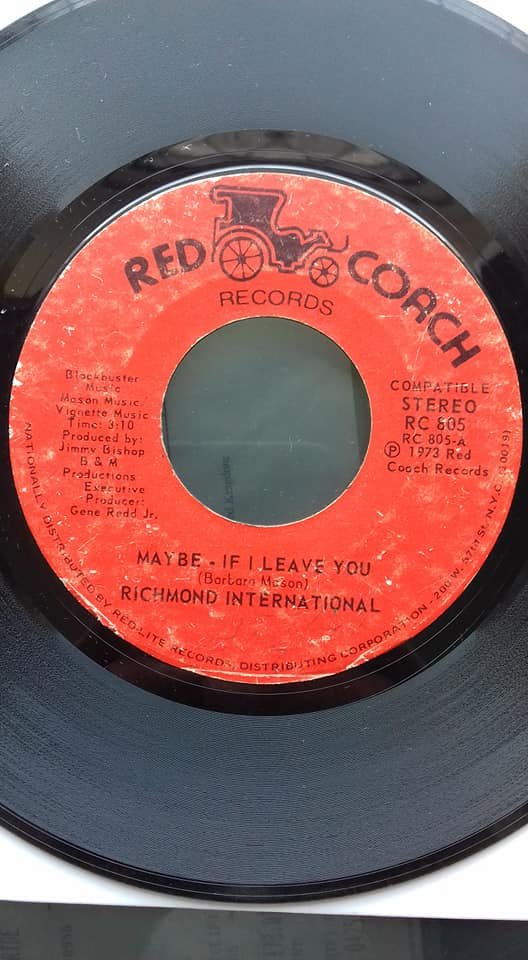 RED COACH
RECORDS
Blockbuster
Music
Mason Music
Vignette Music
Time: 3:10
Produced by:
Jimmy Bishop
B & M
Productions
Executive
Producer:
Gene Redd Jr.
COMPATIBLE
STEREO
RC 805
RC 805-A
Ⓟ 1973 Red
Coach Records
MAYBE - IF I LEAVE YOU
(Barbara Mason)
RICHMOND INTERNATIONAL
NATIONALLY DISTRIBUTED BY RED-LITE RECORDS, DISTRIBUTING CORPORATION - 200 W. 57TH ST. N.Y.C. (10019)